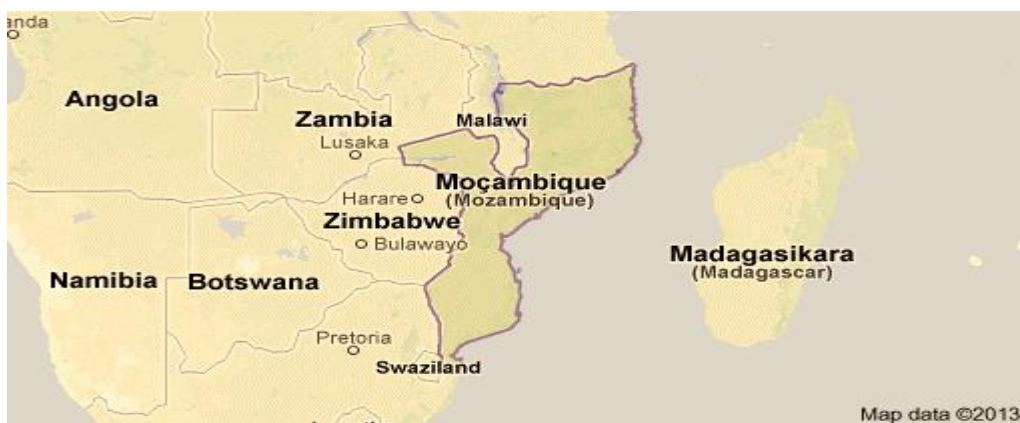 anda
Angola
Zambia
Lusaka
Malawi
Moçambique
(Mozambique)
Harare
Zimbabwe
Bulawayo
Namibia
Botswana
Madagasikara
(Madagascar)
Pretoria
Swaziland
Map data ©2013